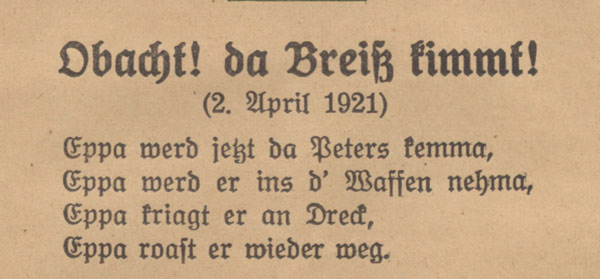 Obacht! da Breiß kimmt!
(2. April 1921)
Eppa werd jetzt da Peters kemma,
Eppa werd er ins d' Waffen nehma,
Eppa kriagt er an Dreck,
Eppa roast er wieder weg.